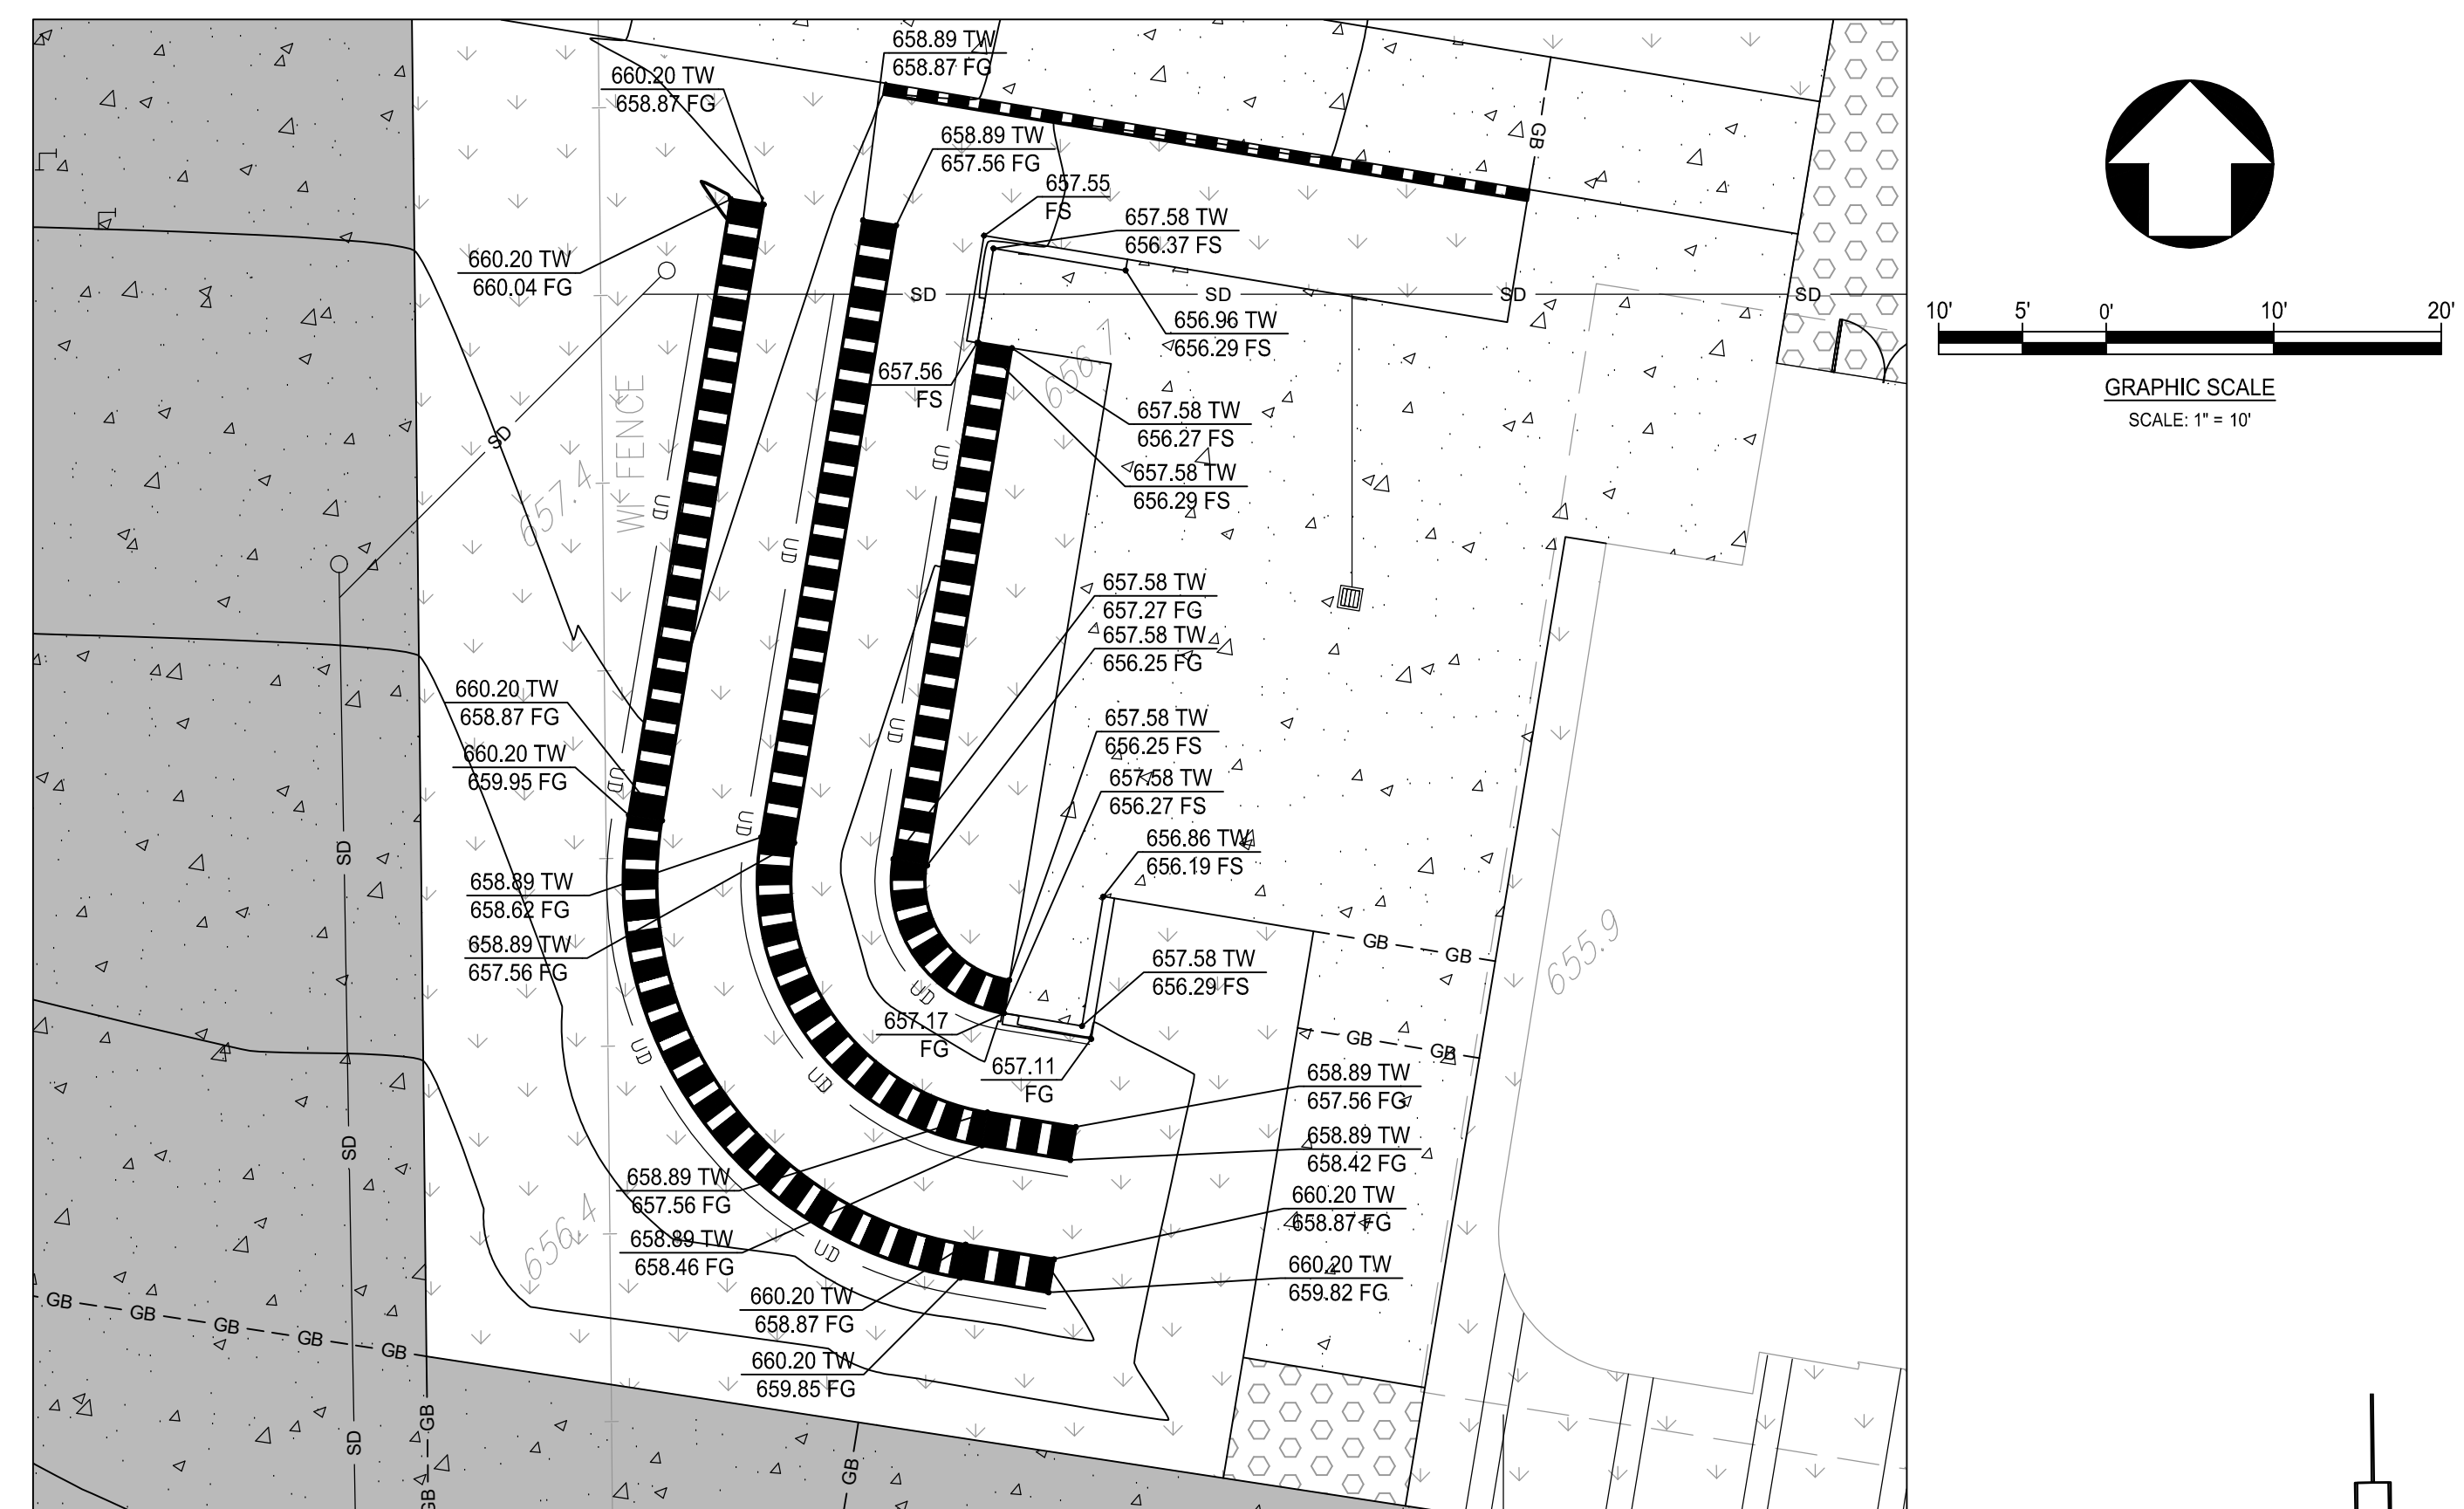 658.89 TW
658.87 FG
660.20 TW
658.87 FG
GB
658.89 TW
657.56 FG
657.55
FS
657.58 TW
656.37 FS
660.20 TW
660.04 FG
SD
SD
SD
SD
656.96 TW
656.29 FS
10' 5' 0' 10' 20'
GRAPHIC SCALE
SCALE: 1" = 10'
657.56
FS
656.7
657.58 TW
656.27 FS
657.58 TW
656.29 FS
SD
WI FENCE
657.4
UD
UD
UD
657.58 TW
657.27 FG
657.58 TW
656.25 FG
660.20 TW
658.87 FG
657.58 TW
656.25 FS
UD
660.20 TW
659.95 FG
UD
657.58 TW
656.27 FS
UD
656.86 TW
656.19 FS
SD
658.89 TW
658.62 FG
658.89 TW
657.56 FG
GB
GB
655.9
657.58 TW
656.29 FS
UD
657.17
FG
UD
GB
GB
657.11
FG
UD
658.89 TW
657.56 FG
658.89 TW
658.42 FG
SD
658.89 TW
657.56 FG
660.20 TW
658.87 FG
658.89 TW
658.46 FG
UD
656.4
660.20 TW
659.82 FG
660.20 TW
658.87 FG
GB
GB
GB
GB
GB
660.20 TW
659.85 FG
GB
SD
GB
GB